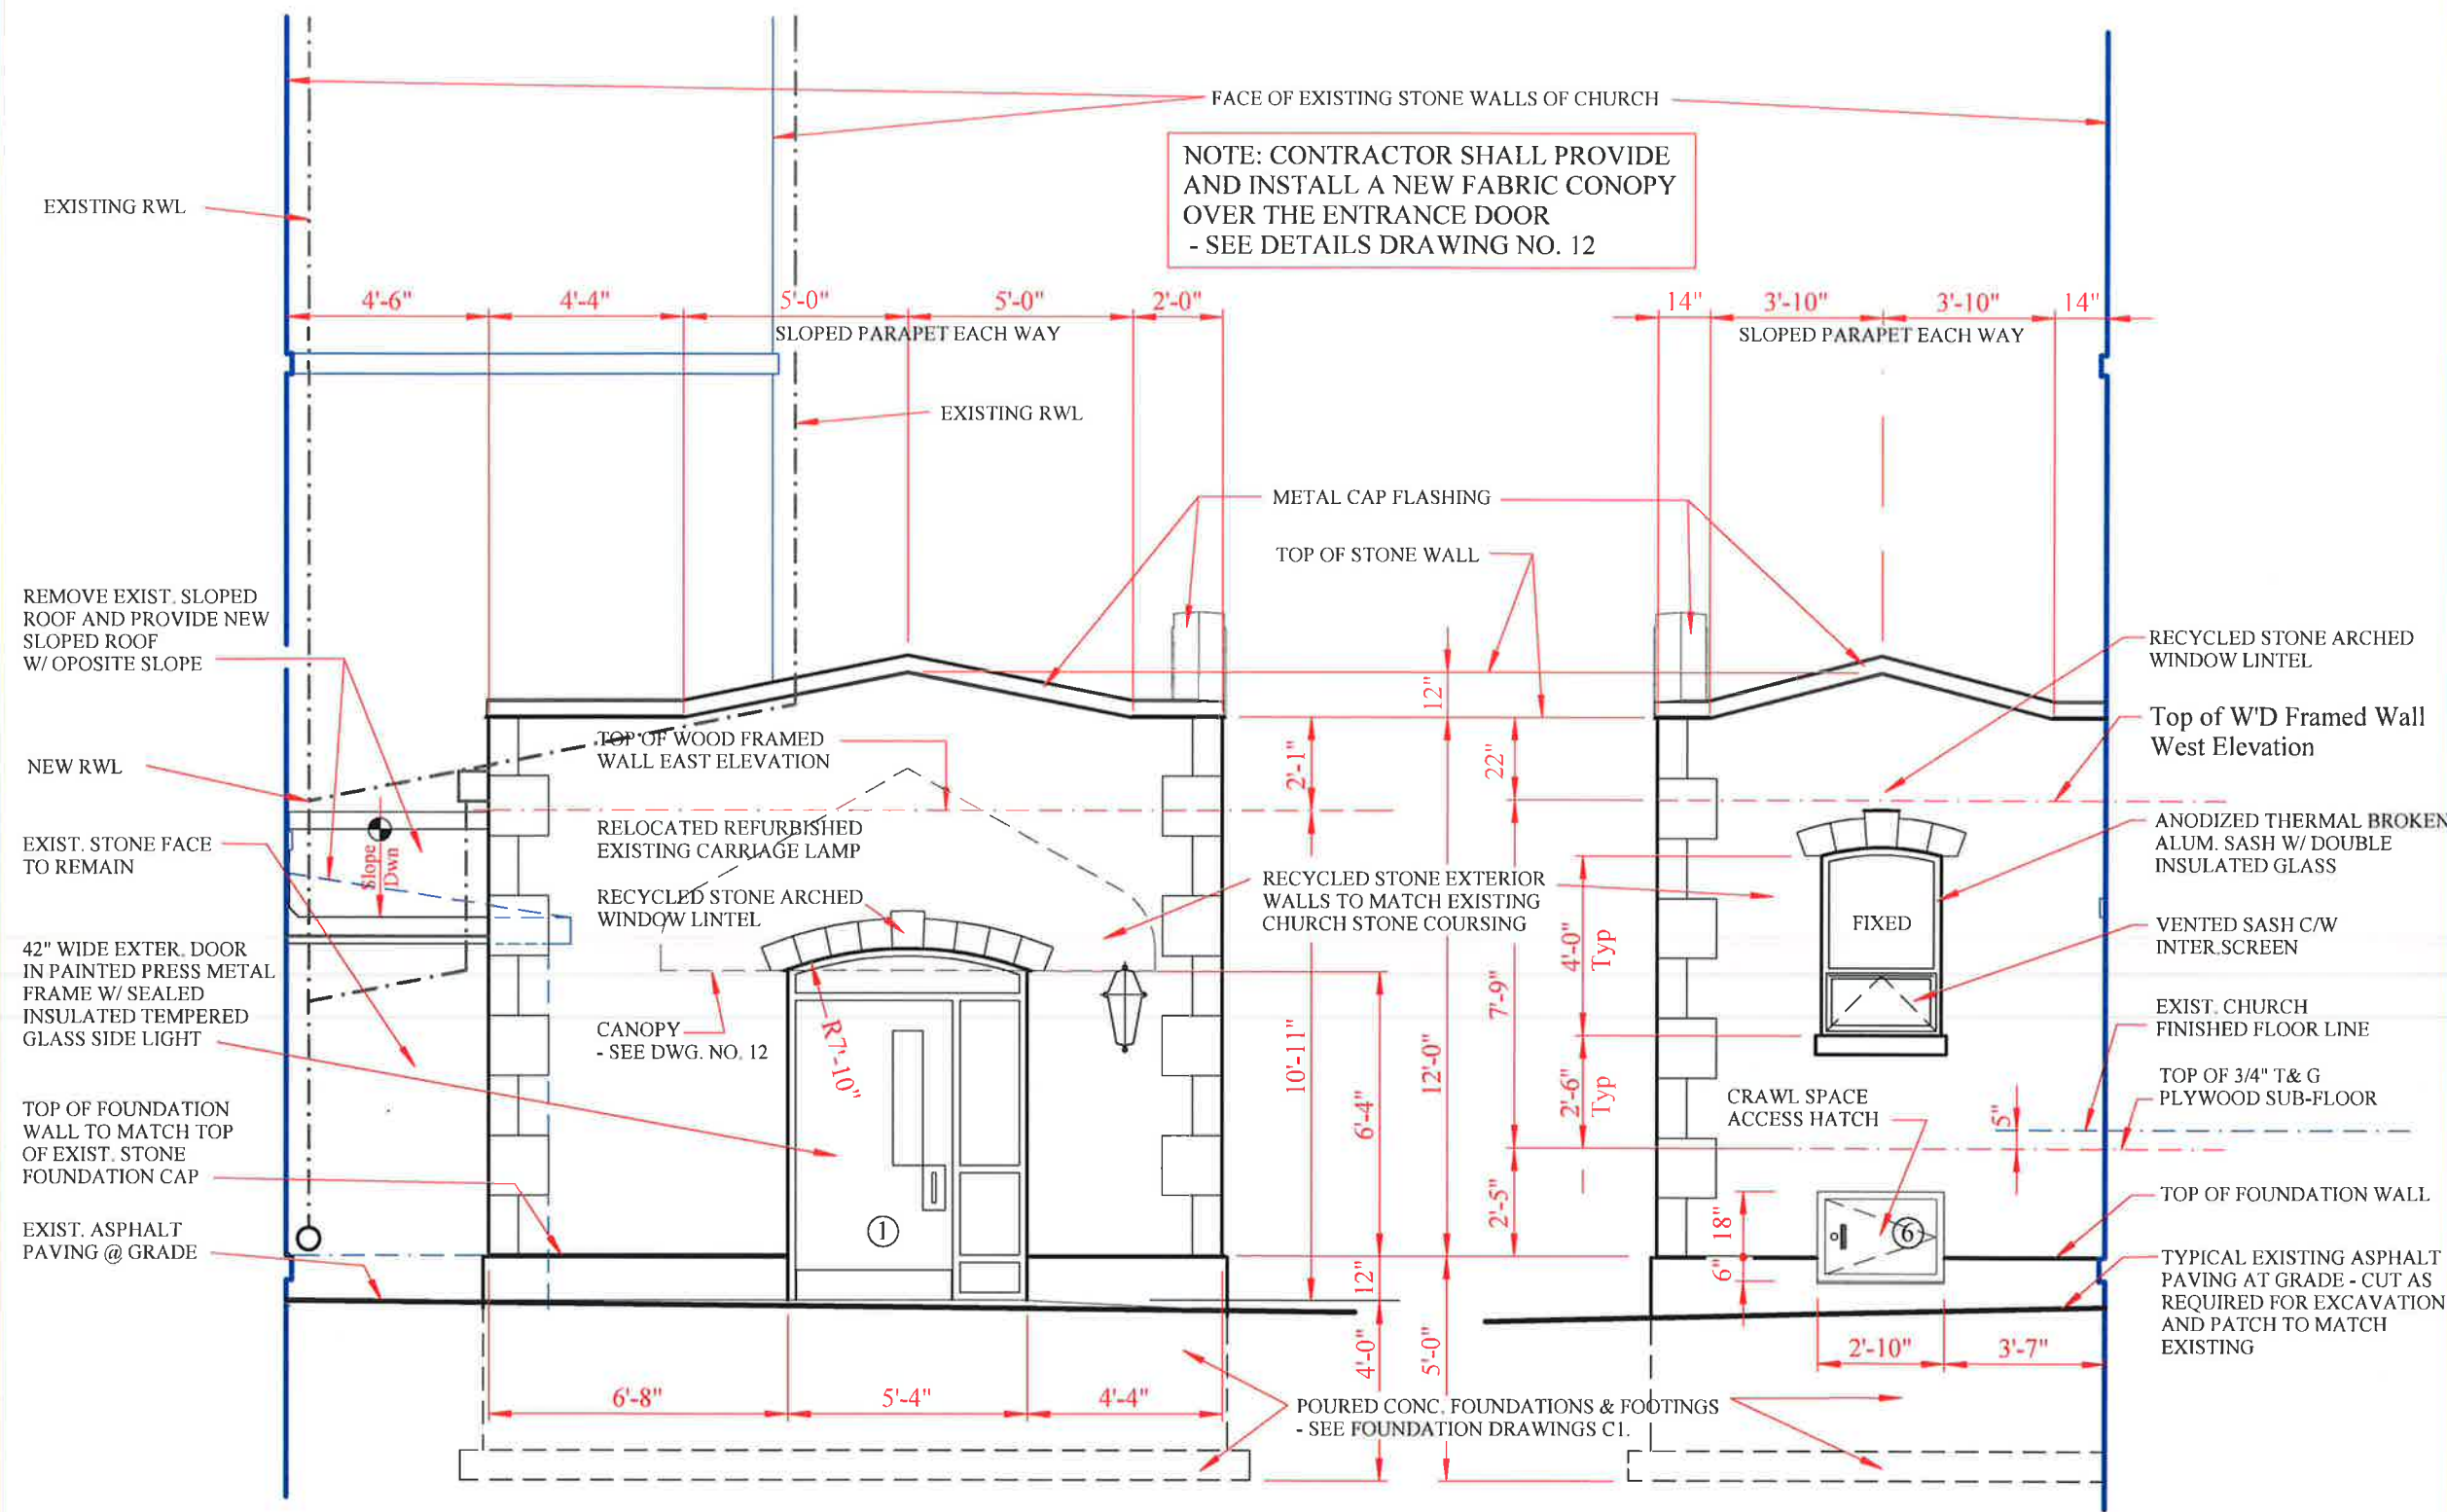 FACE OF EXISTING STONE WALLS OF CHURCH
NOTE: CONTRACTOR SHALL PROVIDE
AND INSTALL A NEW FABRIC CONOPY
OVER THE ENTRANCE DOOR
- SEE DETAILS DRAWING NO. 12
EXISTING RWL
4'-6"
4'-4"
5'-0"
5'-0"
2'-0"
SLOPED PARAPET EACH WAY
14"
3'-10"
3'-10"
14"
SLOPED PARAPET EACH WAY
EXISTING RWL
METAL CAP FLASHING
TOP OF STONE WALL
REMOVE EXIST. SLOPED
ROOF AND PROVIDE NEW
SLOPED ROOF
W/ OPOSITE SLOPE
NEW RWL
EXIST. STONE FACE
TO REMAIN
42" WIDE EXTER. DOOR
IN PAINTED PRESS METAL
FRAME W/ SEALED
INSULATED TEMPERED
GLASS SIDE LIGHT
TOP OF FOUNDATION
WALL TO MATCH TOP
OF EXIST. STONE
FOUNDATION CAP
EXIST. ASPHALT
PAVING @ GRADE
Slope
Dwn
TOP OF WOOD FRAMED
WALL EAST ELEVATION
RELOCATED REFURBISHED
EXISTING CARRIAGE LAMP
RECYCLED STONE ARCHED
WINDOW LINTEL
CANOPY
- SEE DWG. NO. 12
R7'-10"
1
RECYCLED STONE EXTERIOR
WALLS TO MATCH EXISTING
CHURCH STONE COURSING
12"
2'-1"
22"
10'-11"
6'-4"
12'-0"
7'-9"
4'-0"
Typ
2'-6"
Typ
2'-5"
12"
4'-0"
5'-0"
6'-8"
5'-4"
4'-4"
POURED CONC. FOUNDATIONS & FOOTINGS
- SEE FOUNDATION DRAWINGS C1.
FIXED
CRAWL SPACE
ACCESS HATCH
5"
18"
6"
6
2'-10"
3'-7"
RECYCLED STONE ARCHED
WINDOW LINTEL
Top of W'D Framed Wall
West Elevation
ANODIZED THERMAL BROKEN
ALUM. SASH W/ DOUBLE
INSULATED GLASS
VENTED SASH C/W
INTER.SCREEN
EXIST. CHURCH
FINISHED FLOOR LINE
TOP OF 3/4" T& G
PLYWOOD SUB-FLOOR
TOP OF FOUNDATION WALL
TYPICAL EXISTING ASPHALT
PAVING AT GRADE - CUT AS
REQUIRED FOR EXCAVATION
AND PATCH TO MATCH
EXISTING